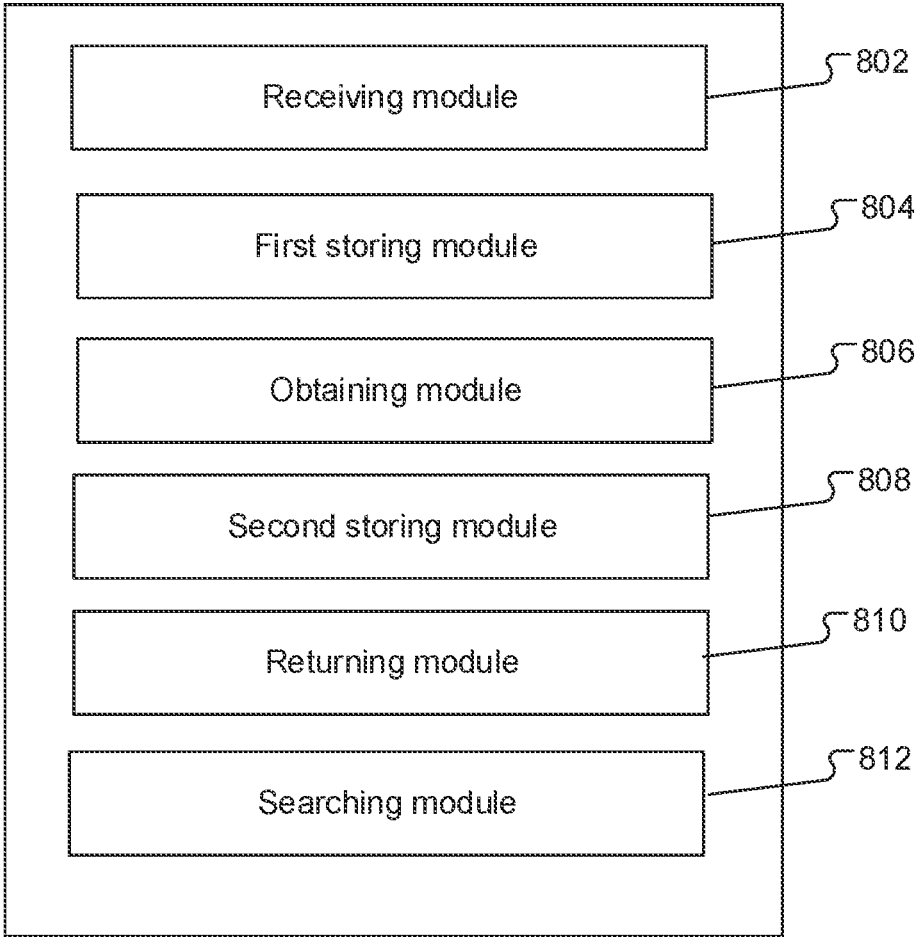 Receiving module
802
First storing module
804
Obtaining module
806
Second storing module
808
Returning module
810
Searching module
812